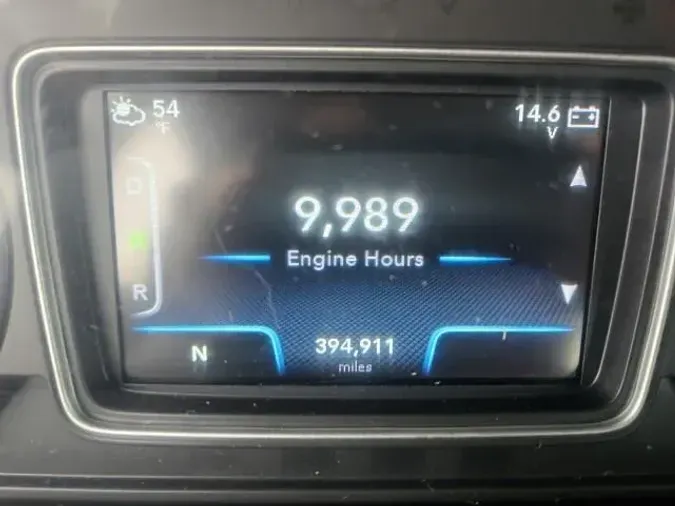 54
°F
14.6
V
D
9,989
Engine Hours
R
N
394,911
miles